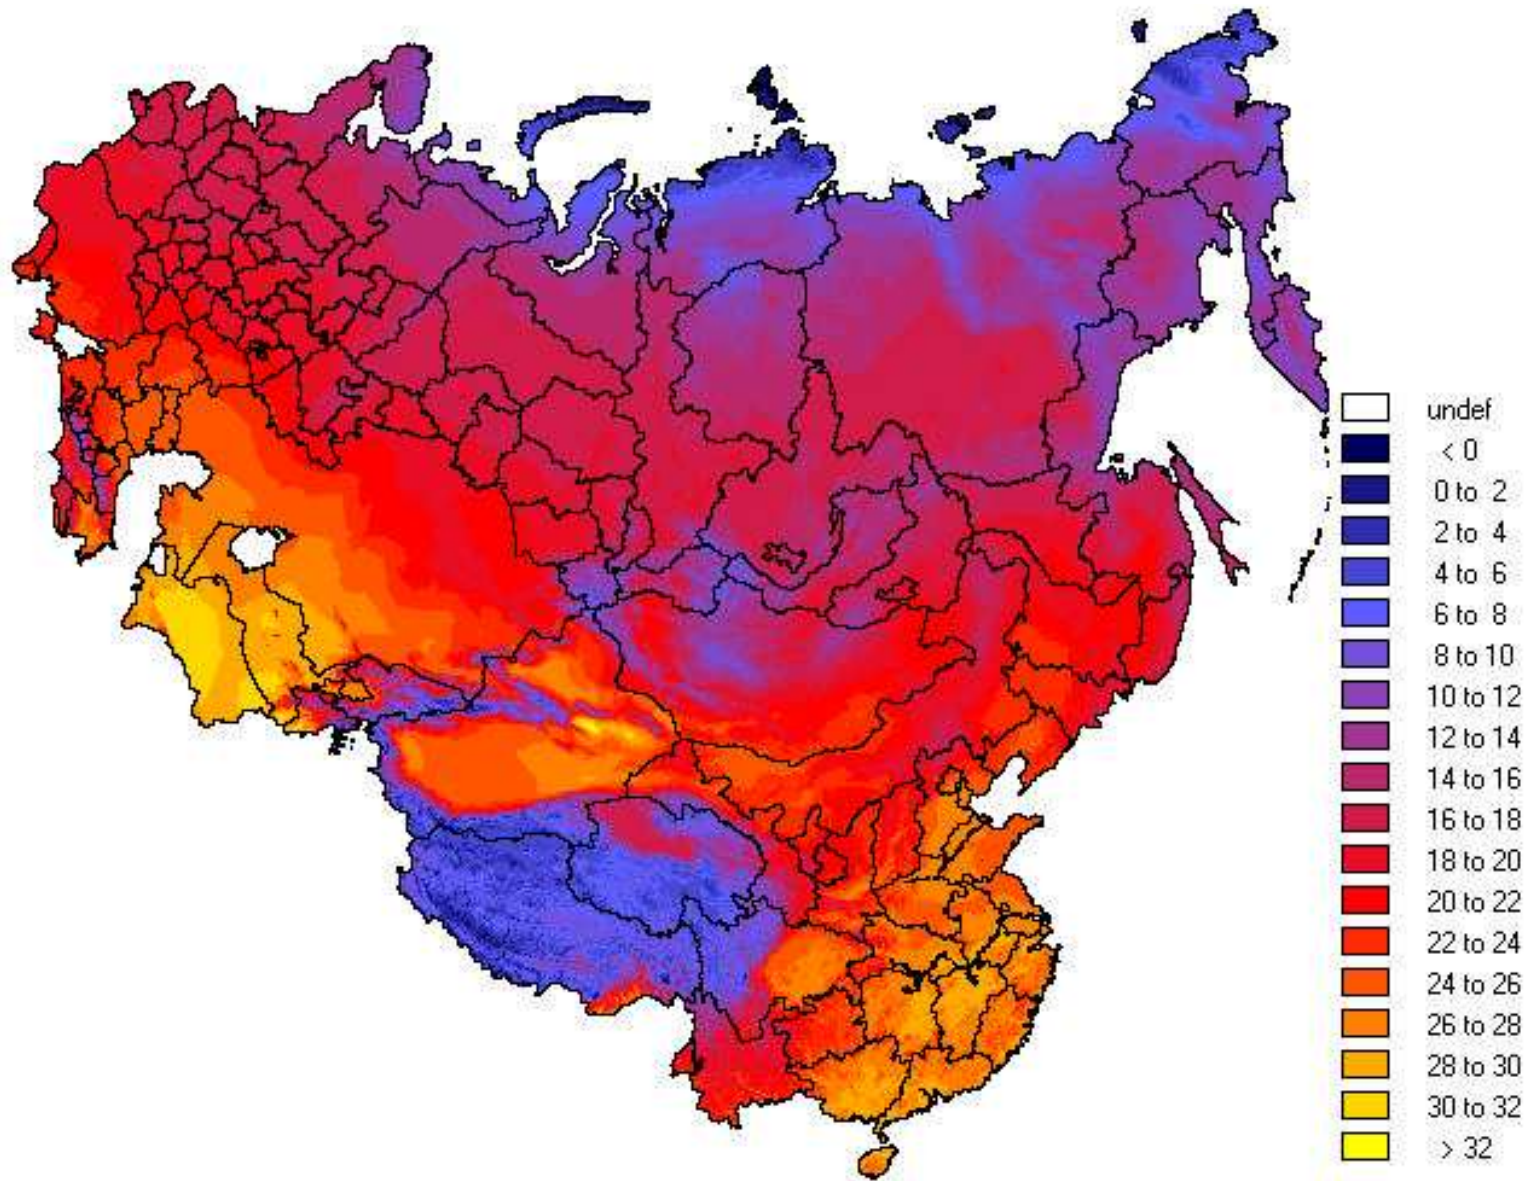 undef
< 0
0 to 2
2 to 4
4 to 6
6 to 8
8 to 10
10 to 12
12 to 14
14 to 16
16 to 18
18 to 20
20 to 22
22 to 24
24 to 26
26 to 28
28 to 30
30 to 32
> 32